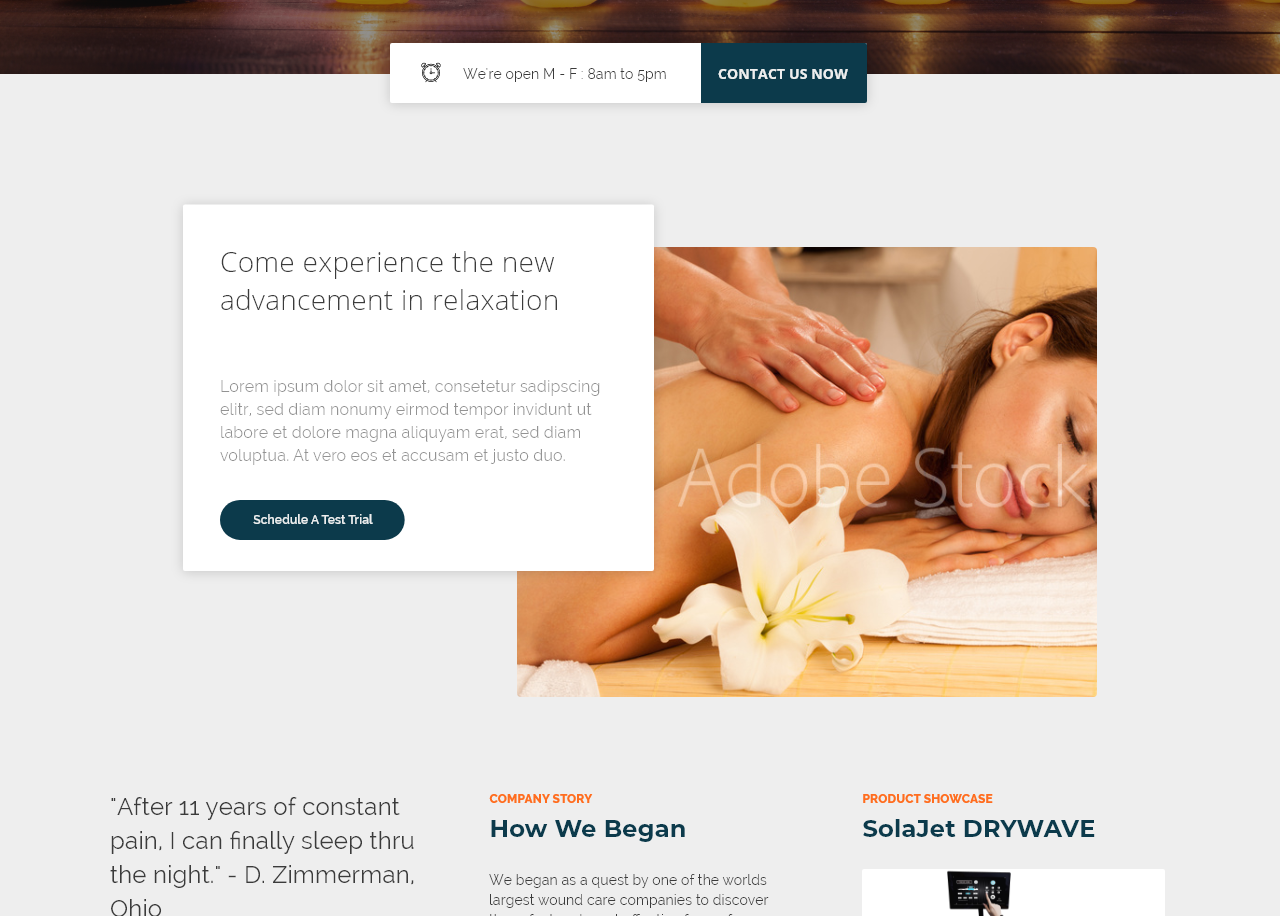 We're open M - F : 8am to 5pm
CONTACT US NOW
Come experience the new
advancement in relaxation
Lorem ipsum dolor sit amet, consetetur sadipscing
elitr, sed diam nonumy eirmod tempor invidunt ut
labore et dolore magna aliquyam erat, sed diam
voluptua. At vero eos et accusam et justo duo.
Schedule A Test Trial
Adobe Stock
"After 11 years of constant
pain, I can finally sleep thru
the night." - D. Zimmerman,
Ohio
COMPANY STORY
How We Began
We began as a quest by one of the worlds
largest wound care companies to discover
PRODUCT SHOWCASE
SolaJet DRYWAVE